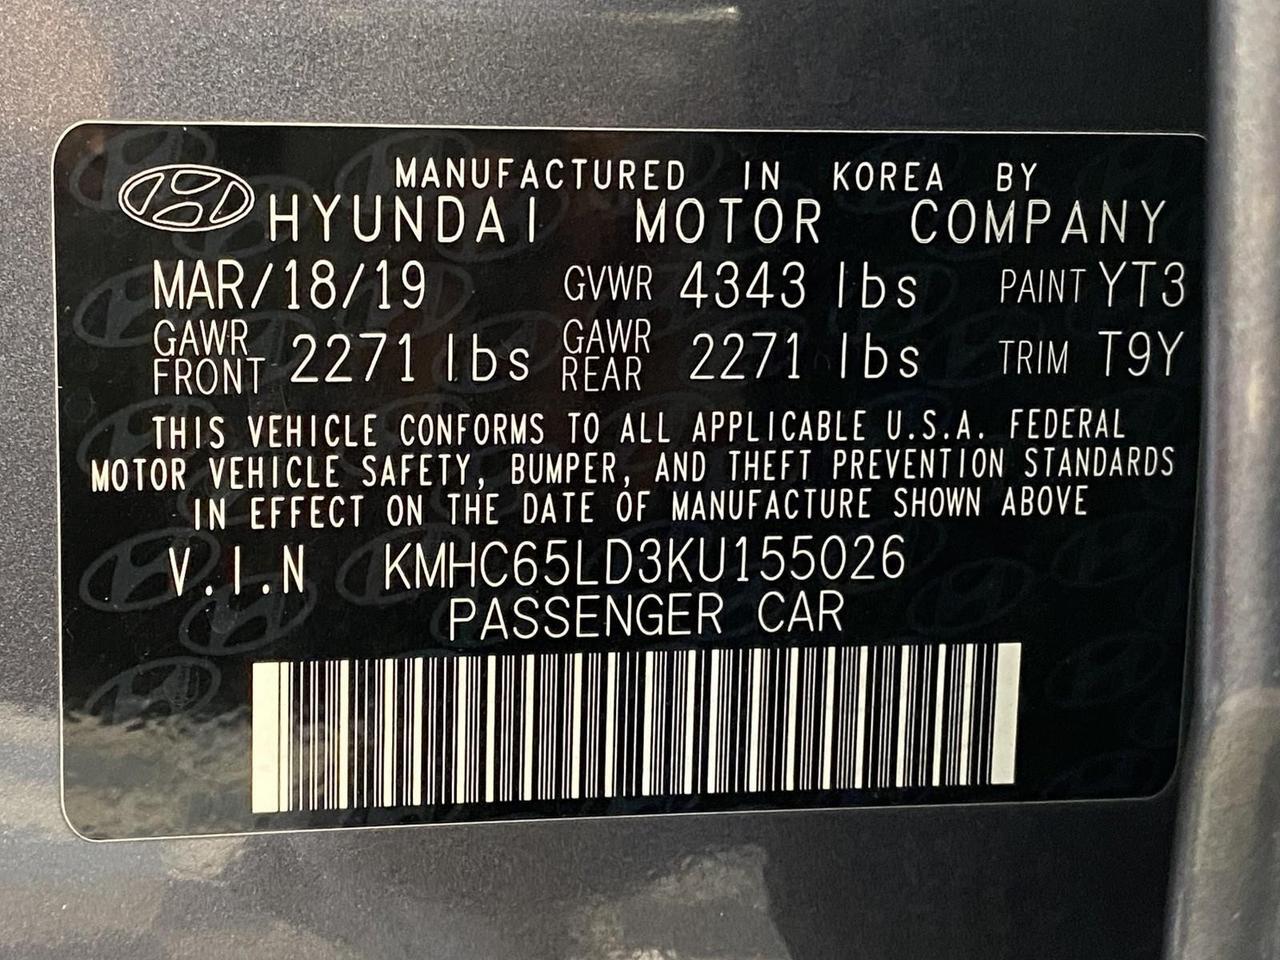 MANUFACTURED IN KOREA BY
HYUNDAI MOTOR COMPANY
MAR/18/19 GVWR 4343 lbs PAINT YT3
GAWR FRONT 2271 lbs GAWR REAR 2271 lbs TRIM T9Y
THIS VEHICLE CONFORMS TO ALL APPLICABLE U.S.A. FEDERAL
MOTOR VEHICLE SAFETY, BUMPER, AND THEFT PREVENTION STANDARDS
IN EFFECT ON THE DATE OF MANUFACTURE SHOWN ABOVE
V.I.N KMHC65LD3KU155026
PASSENGER CAR